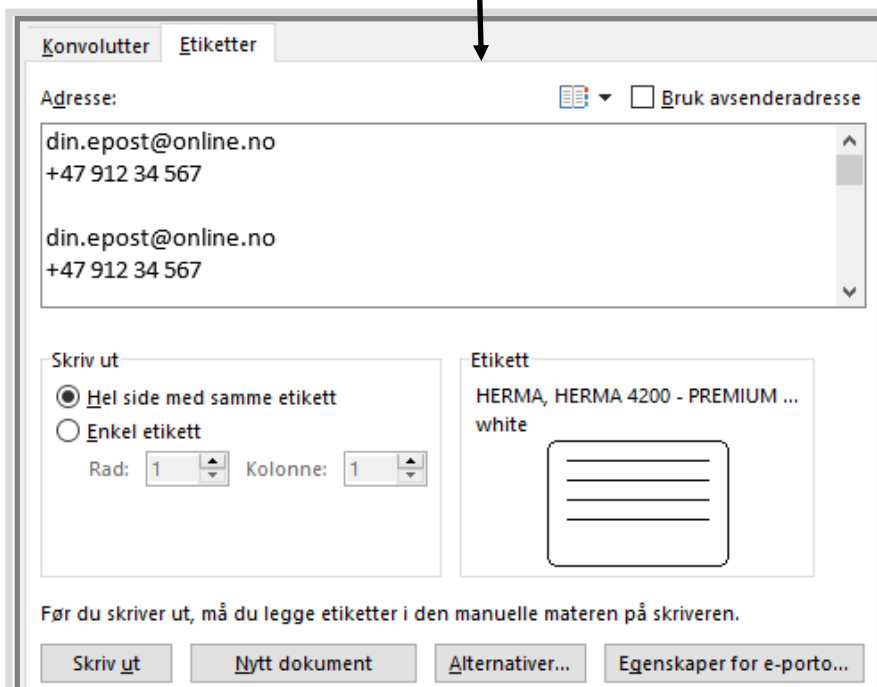 Konvolutter Etiketter
Adresse: Bruk avsenderadresse
din.epost@online.no
+47 912 34 567
din.epost@online.no
+47 912 34 567
Skriv ut
Hel side med samme etikett
Enkel etikett
Rad: 1 Kolonne: 1
Etikett
HERMA, HERMA 4200 - PREMIUM ...
white
Før du skriver ut, må du legge etiketter i den manuelle materen på skriveren.
Skriv ut Nytt dokument Alternativer... Egenskaper for e-porto...